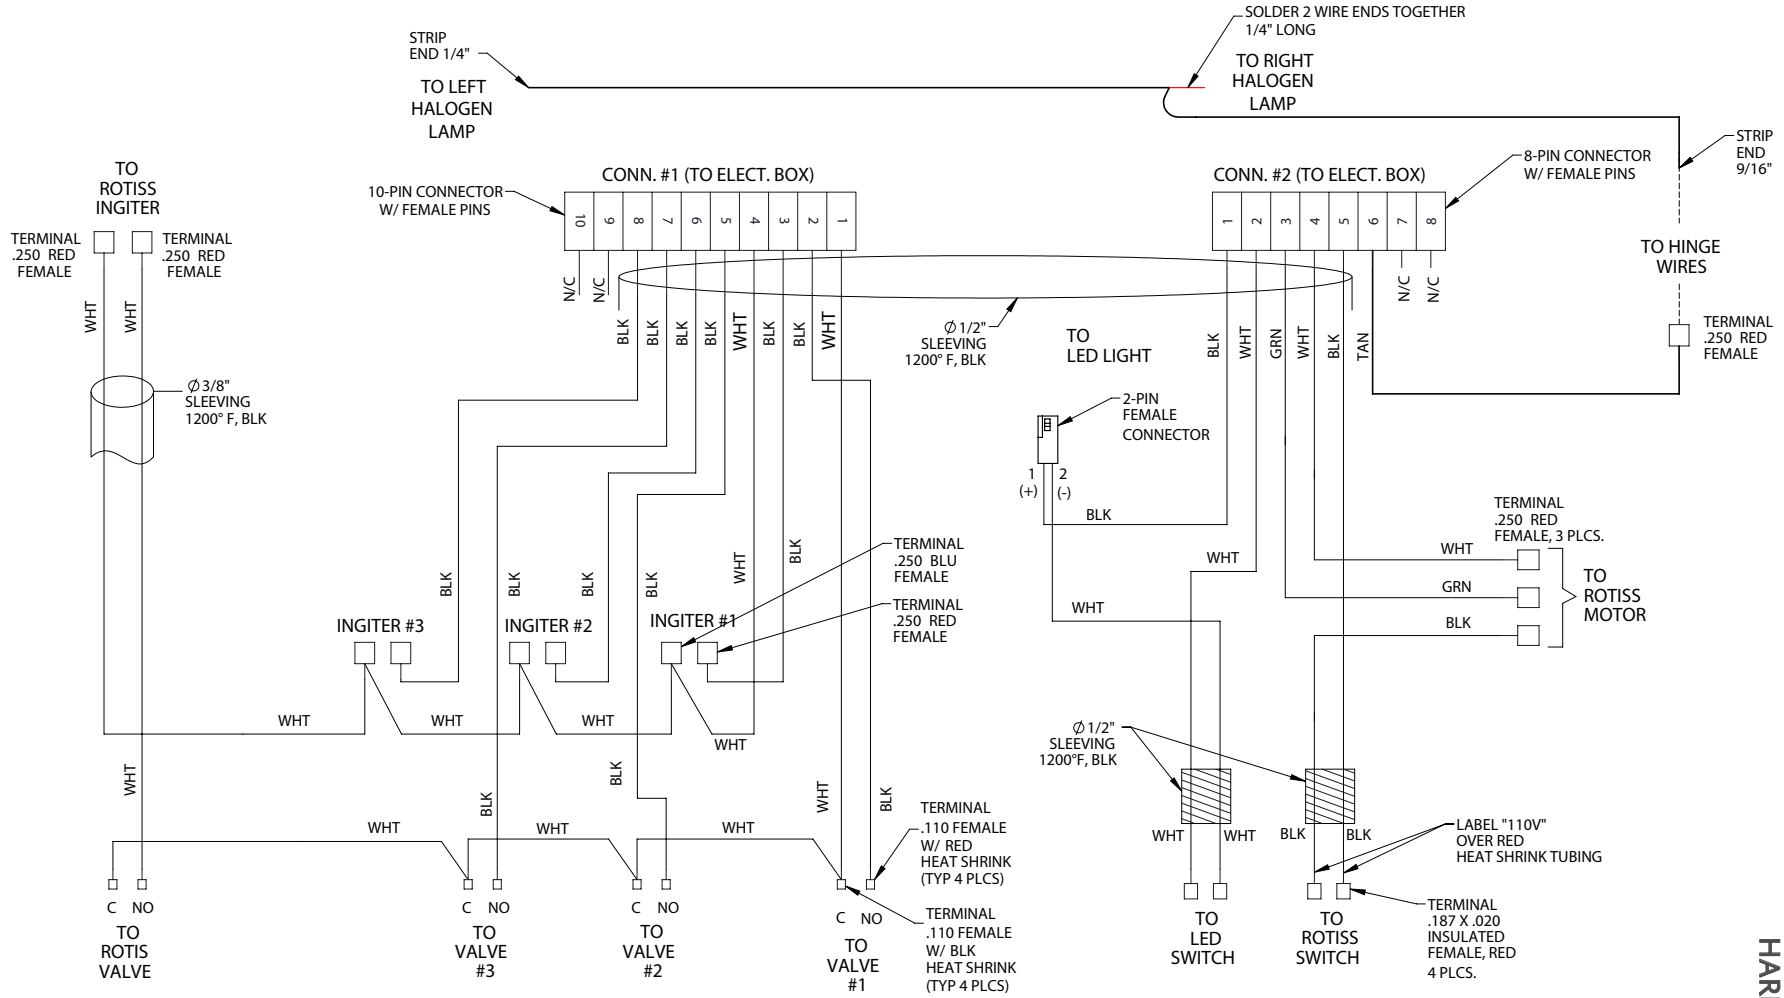 SOLDER 2 WIRE ENDS TOGETHER
1/4" LONG
STRIP
END 1/4"
TO LEFT
HALOGEN
LAMP
TO RIGHT
HALOGEN
LAMP
STRIP
END
9/16"
TO
ROTISS
INGITER
TERMINAL
.250 RED
FEMALE
TERMINAL
.250 RED
FEMALE
10-PIN CONNECTOR
W/ FEMALE PINS
CONN. #1 (TO ELECT. BOX)
10 9 8 7 6 5 4 3 2 1
CONN. #2 (TO ELECT. BOX)
1 2 3 4 5 6 7 8
8-PIN CONNECTOR
W/ FEMALE PINS
TO HINGE
WIRES
TERMINAL
.250 RED
FEMALE
WHT
WHT
N/C
N/C
BLK
BLK
BLK
BLK
WHT
BLK
BLK
WHT
Ø 1/2"
SLEEVING
1200° F, BLK
BLK
WHT
GRN
WHT
BLK
TAN
N/C
N/C
Ø 3/8"
SLEEVING
1200° F, BLK
TO
LED LIGHT
2-PIN
FEMALE
CONNECTOR
1
(+)
2
(-)
BLK
WHT
WHT
TERMINAL
.250 RED
FEMALE, 3 PLCS.
WHT
GRN
BLK
TO
ROTISS
MOTOR
BLK
BLK
BLK
BLK
WHT
BLK
TERMINAL
.250 BLU
FEMALE
TERMINAL
.250 RED
FEMALE
INGITER #3
INGITER #2
INGITER #1
WHT
WHT
WHT
WHT
WHT
BLK
BLK
WHT
BLK
WHT
WHT
WHT
Ø 1/2"
SLEEVING
1200°F, BLK
WHT
WHT
BLK
BLK
LABEL "110V"
OVER RED
HEAT SHRINK TUBING
TERMINAL
.110 FEMALE
W/ RED
HEAT SHRINK
(TYP 4 PLCS)
TERMINAL
.110 FEMALE
W/ BLK
HEAT SHRINK
(TYP 4 PLCS)
C NO
TO
ROTIS
VALVE
C NO
TO
VALVE
#3
C NO
TO
VALVE
#2
C NO
TO
VALVE
#1
TO
LED
SWITCH
TO
ROTISS
SWITCH
TERMINAL
.187 X .020
INSULATED
FEMALE, RED
4 PLCS.
HAR